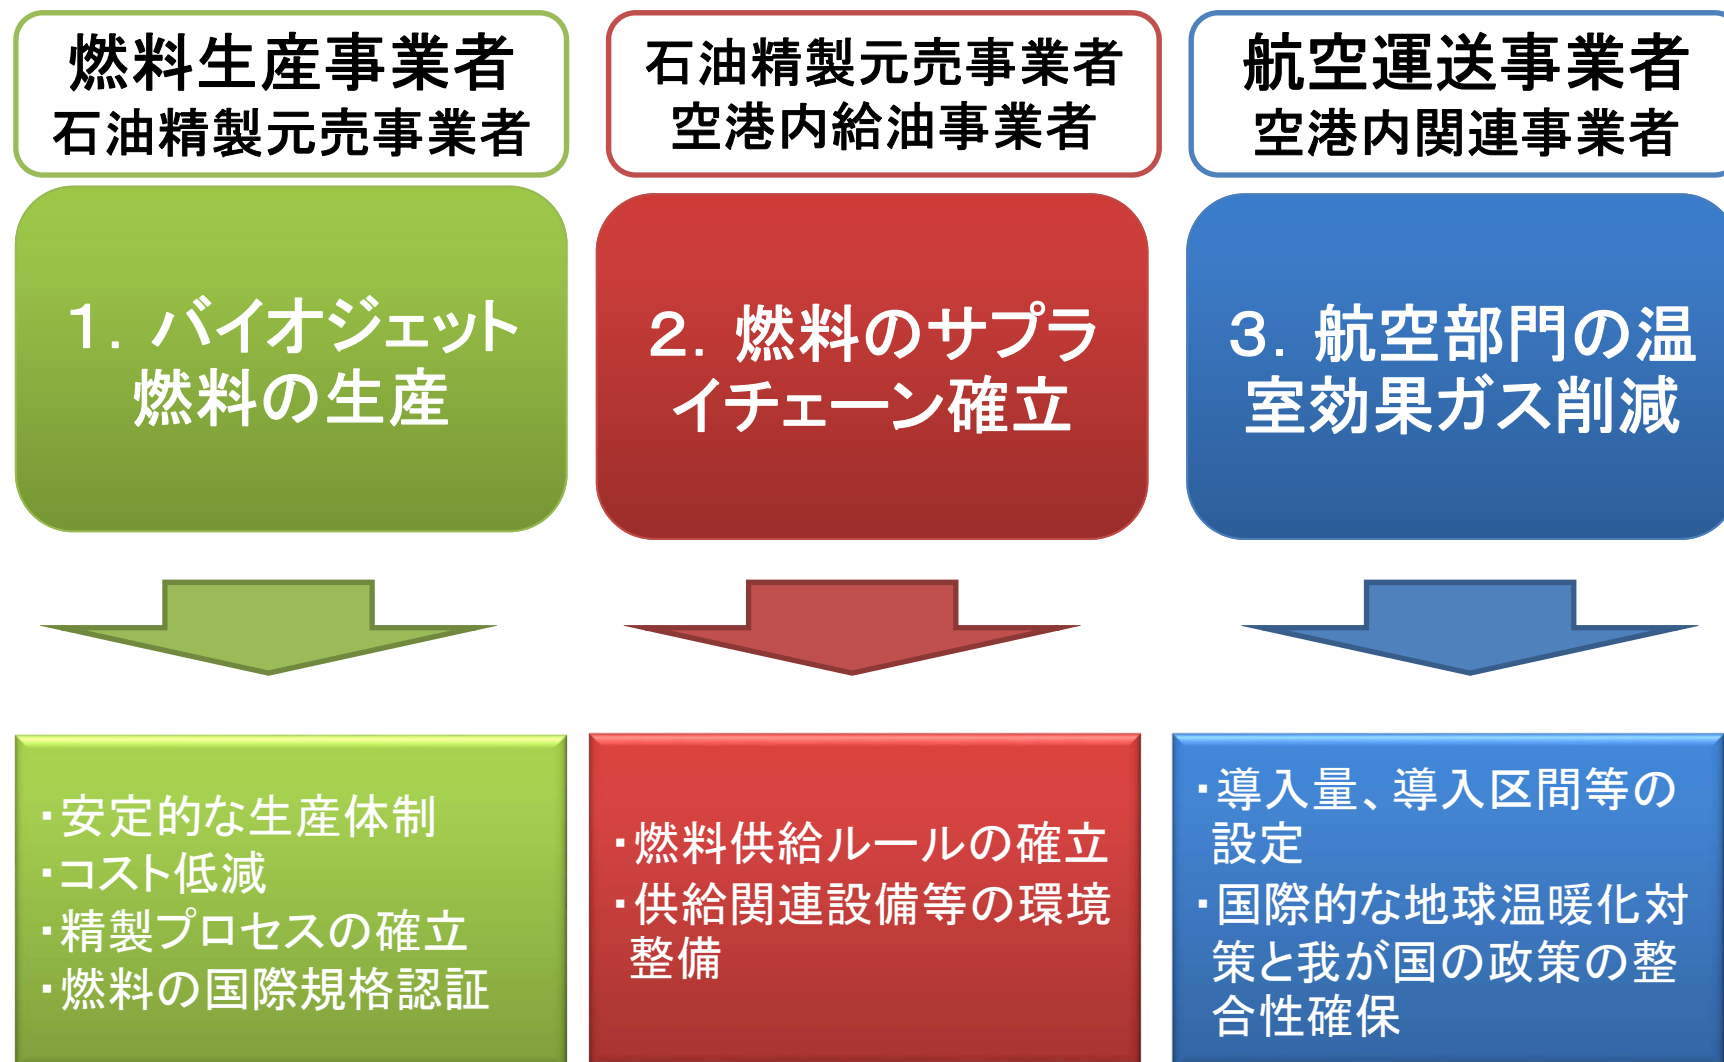 燃料生産事業者
石油精製元売事業者
１．バイオジェット
燃料の生産
・安定的な生産体制
・コスト低減
・精製プロセスの確立
・燃料の国際規格認証
石油精製元売事業者
空港内給油事業者
２．燃料のサプラ
イチェーン確立
・燃料供給ルールの確立
・供給関連設備等の環境
整備
航空運送事業者
空港内関連事業者
３．航空部門の温
室効果ガス削減
・導入量、導入区間等の
設定
・国際的な地球温暖化対
策と我が国の政策の整
合性確保